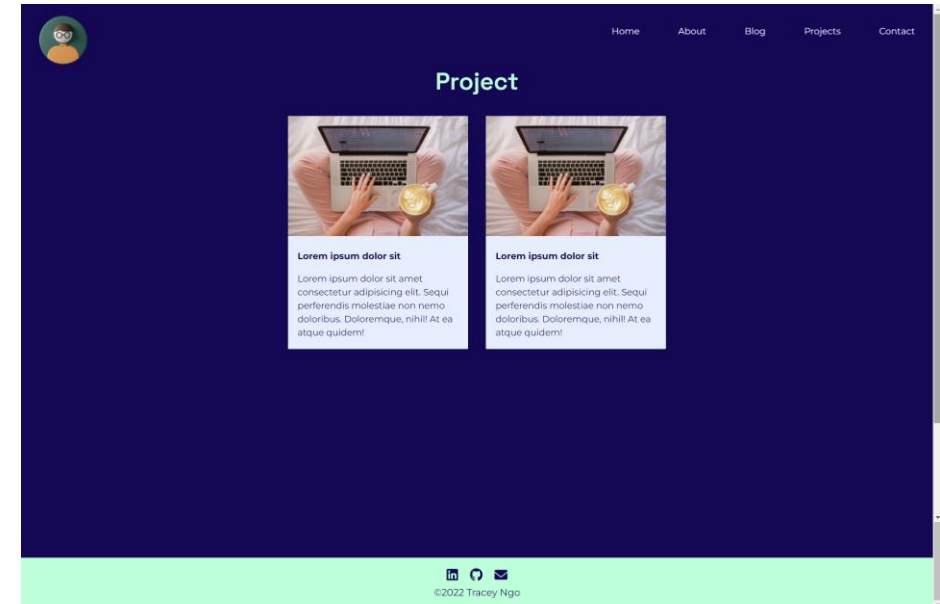 Home About Blog Projects Contact
Project
Lorem ipsum dolor sit
Lorem ipsum dolor sit amet
consectetur adipisicing elit. Sequi
perferendis molestiae non nemo
doloribus. Doloremque, nihil! At ea
atque quidem!
Lorem ipsum dolor sit
Lorem ipsum dolor sit amet
consectetur adipisicing elit. Sequi
perferendis molestiae non nemo
doloribus. Doloremque, nihil! At ea
atque quidem!
in
©2022 Tracey Ngo